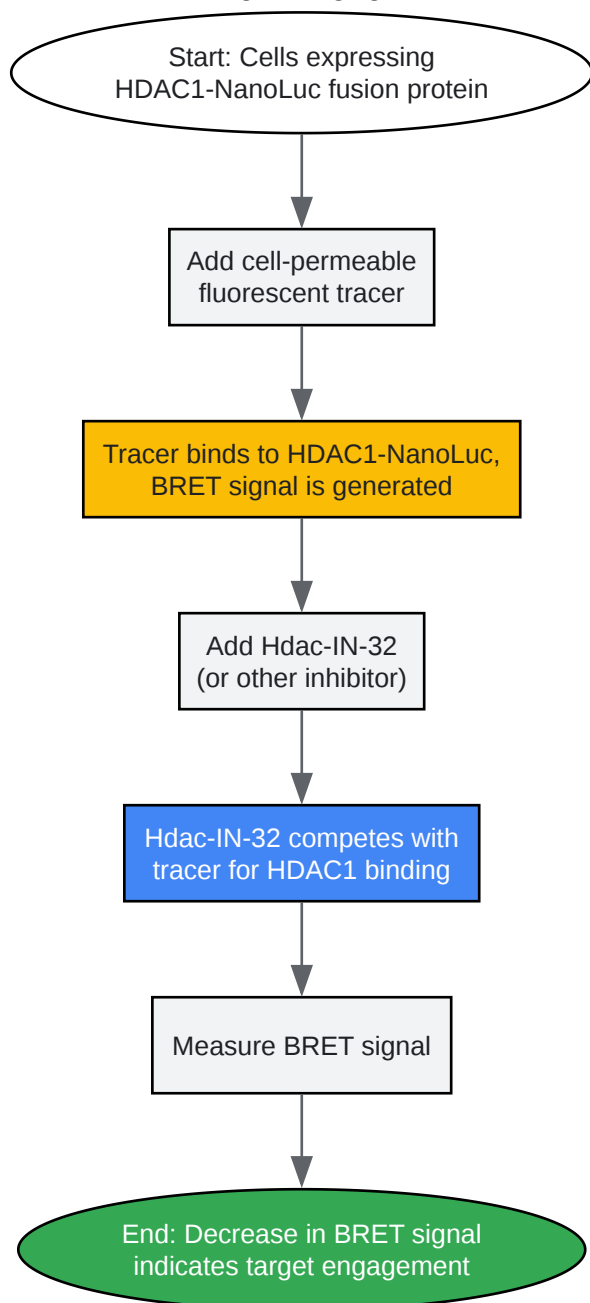 Start: Cells expressing
HDAC1-NanoLuc fusion protein
Add cell-permeable
fluorescent tracer
Tracer binds to HDAC1-NanoLuc,
BRET signal is generated
Add Hdac-IN-32
(or other inhibitor)
Hdac-IN-32 competes with
tracer for HDAC1 binding
Measure BRET signal
End: Decrease in BRET signal
indicates target engagement